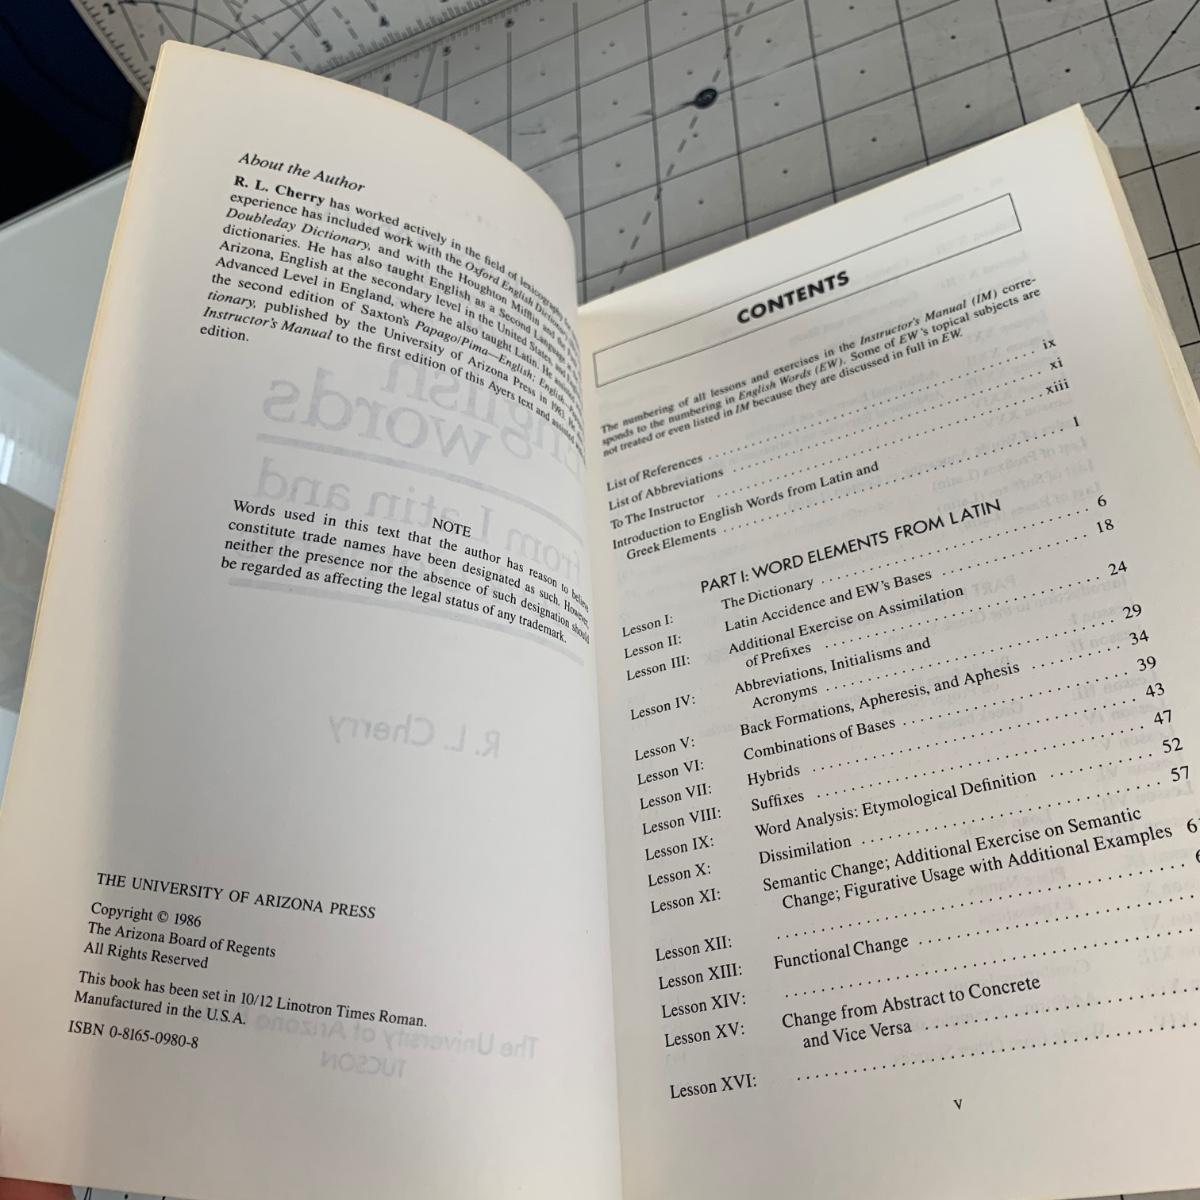 About the Author
R. L. Cherry has worked actively in the field of lexicography
experience has included work with the Oxford English Dictionary
Doubleday Dictionary, and with the Houghton Mifflin and the
dictionaries. He has also taught English as a Second Language
Arizona, English at the secondary level in the United States and
Advanced Level in England, where he also taught Latin. He
the second edition of Saxton's Papago/Pima—English; English
tionary, published by the University of Arizona Press in 1983. He
Instructor's Manual to the first edition of this Ayers text and assisted
edition.
NOTE
Words used in this text that the author has reason to believe
constitute trade names have been designated as such. However,
neither the presence nor the absence of such designation should
be regarded as affecting the legal status of any trademark.
THE UNIVERSITY OF ARIZONA PRESS
Copyright © 1986
The Arizona Board of Regents
All Rights Reserved
This book has been set in 10/12 Linotron Times Roman.
Manufactured in the U.S.A.
ISBN 0-8165-0980-8
CONTENTS
The numbering of all lessons and exercises in the Instructor's Manual (IM) corre-
sponds to the numbering in English Words (EW). Some of EW's topical subjects are
not treated or even listed in IM because they are discussed in full in EW.
List of References ix
List of Abbreviations xi
To The Instructor xiii
Introduction to English Words from Latin and
Greek Elements 1
PART I: WORD ELEMENTS FROM LATIN
Lesson I: The Dictionary 6
Lesson II: Latin Accidence and EW's Bases 18
Lesson III: Additional Exercise on Assimilation
of Prefixes 24
Lesson IV: Abbreviations, Initialisms and
Acronyms 29
Lesson V: Back Formations, Apheresis, and Aphesis 34
Lesson VI: Combinations of Bases 39
Lesson VII: Hybrids 43
Lesson VIII: Suffixes 47
Lesson IX: Word Analysis: Etymological Definition 52
Lesson X: Dissimilation 57
Lesson XI: Semantic Change; Additional Exercise on Semantic
Change; Figurative Usage with Additional Examples
Lesson XII:
Lesson XIII: Functional Change
Lesson XIV:
Lesson XV: Change from Abstract to Concrete
and Vice Versa
Lesson XVI:
v